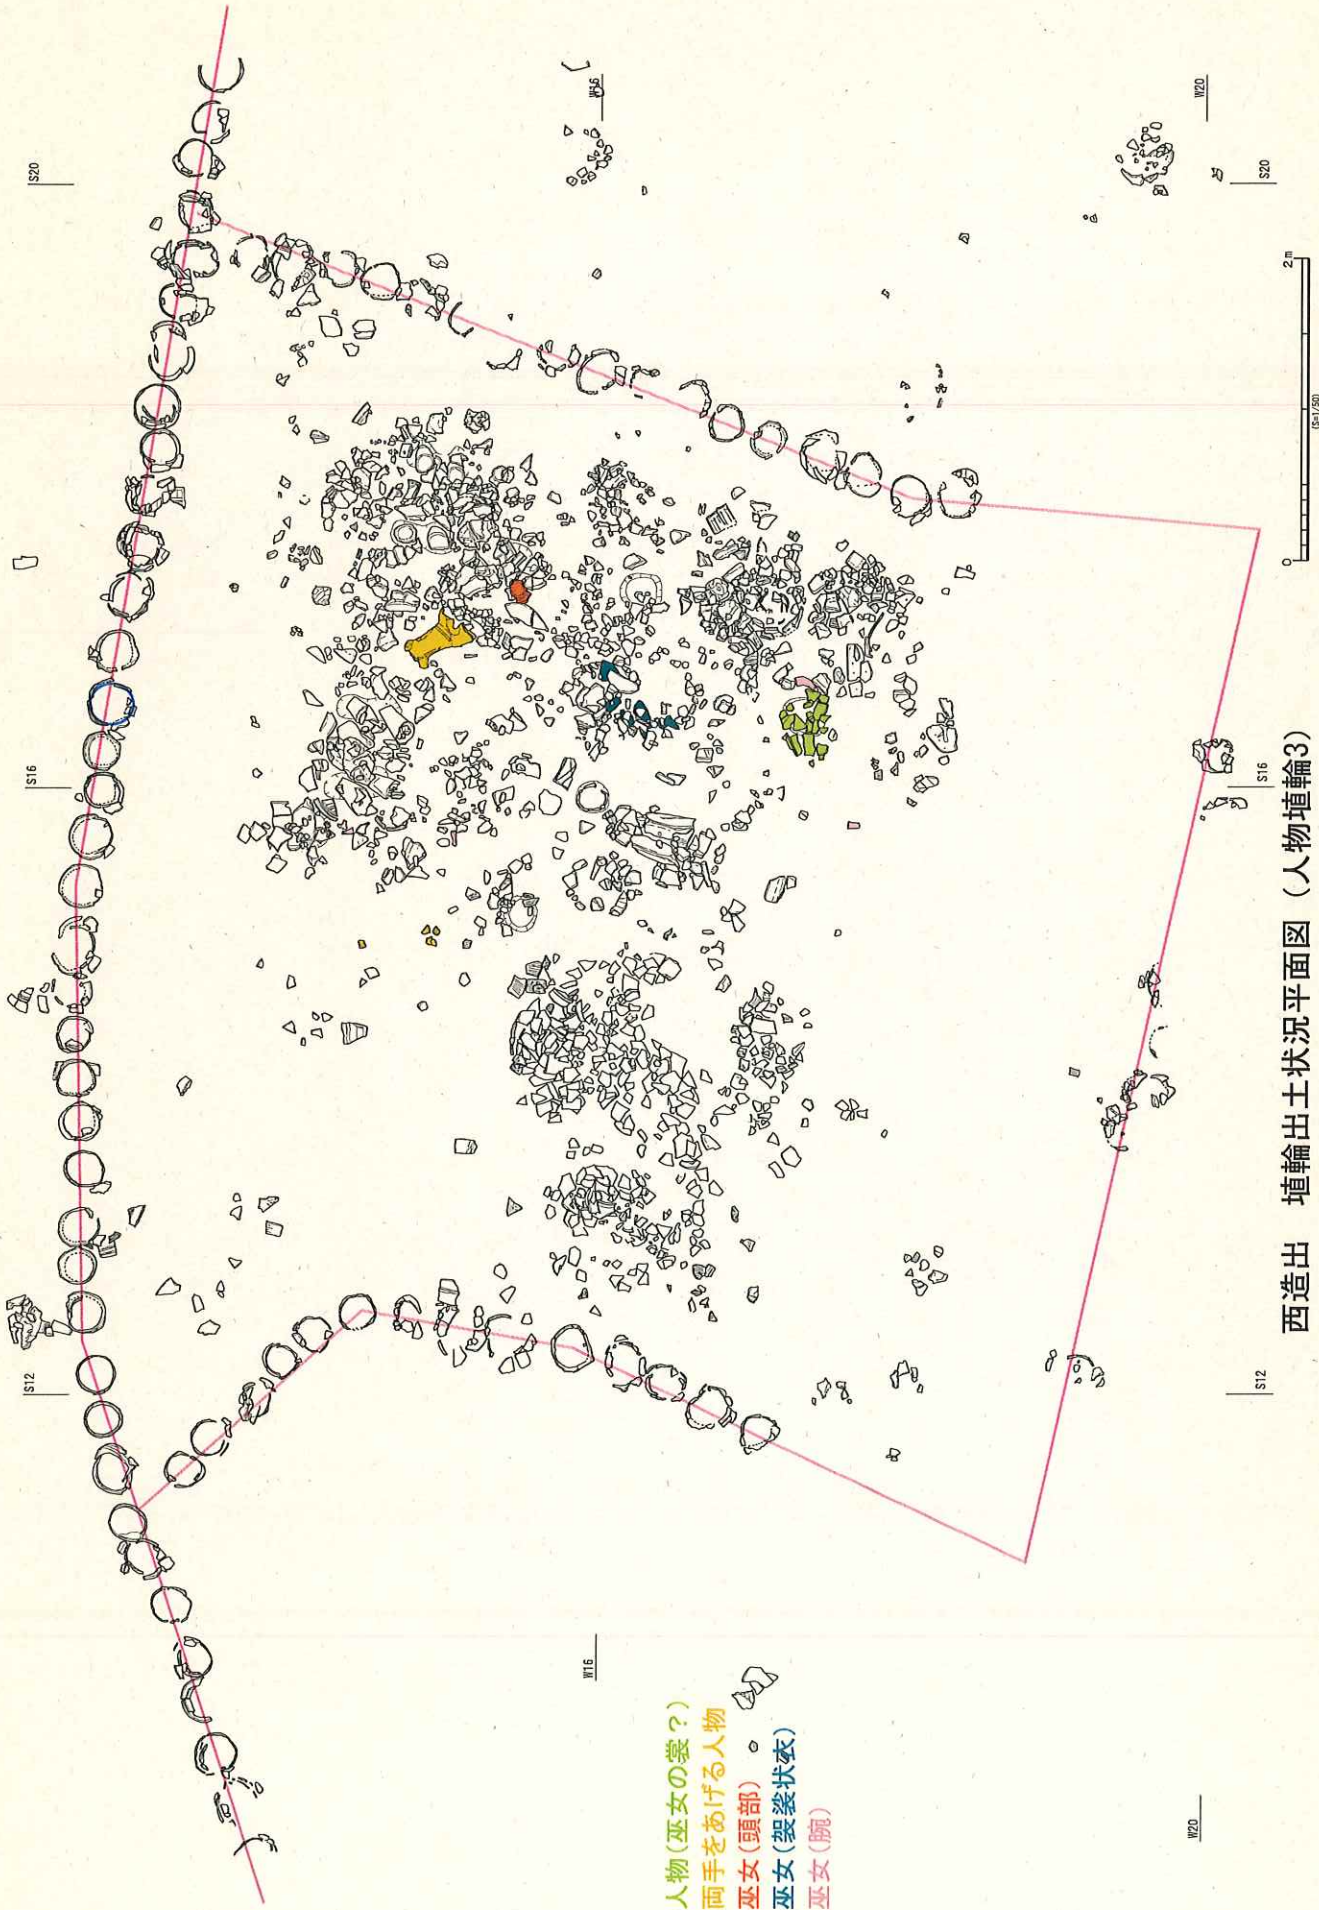 西造出　埴輪出土状況平面図（人物埴輪3）
人物(巫女の裳？)
両手をあげる人物
巫女(頭部)
巫女(袈裟状衣)
巫女(腕)
S12
S16
S20
W16
W20
W20
S12
S16
S20
0
2m
(S=1/50)